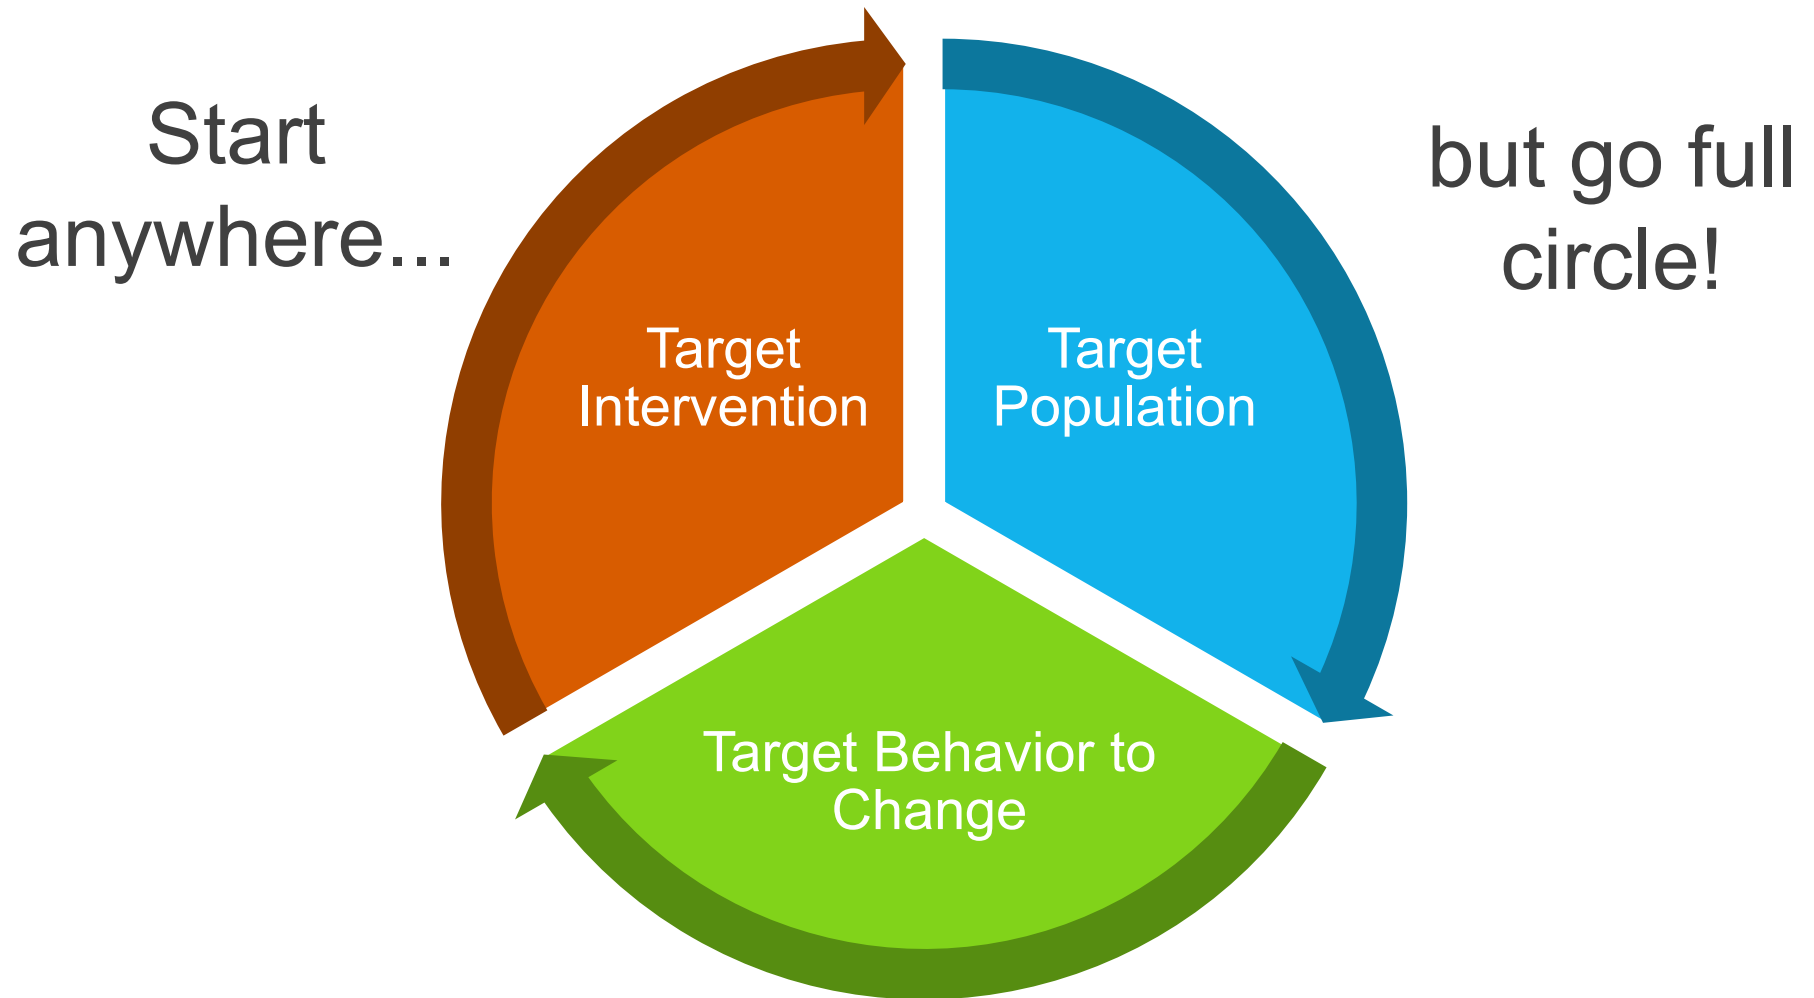 Start
anywhere...
but go full
circle!
Target
Intervention
Target
Population
Target Behavior to
Change